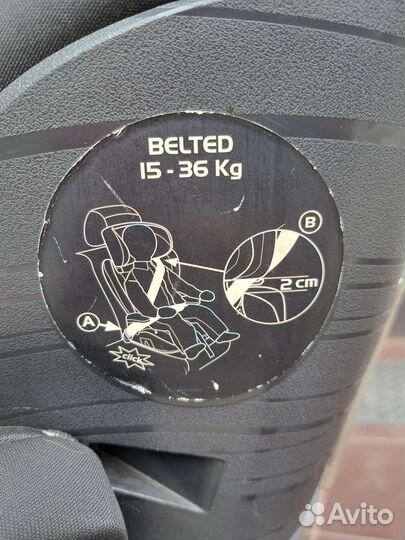 BELTED
15 - 36 Kg
B
2 cm
A
click
Avito